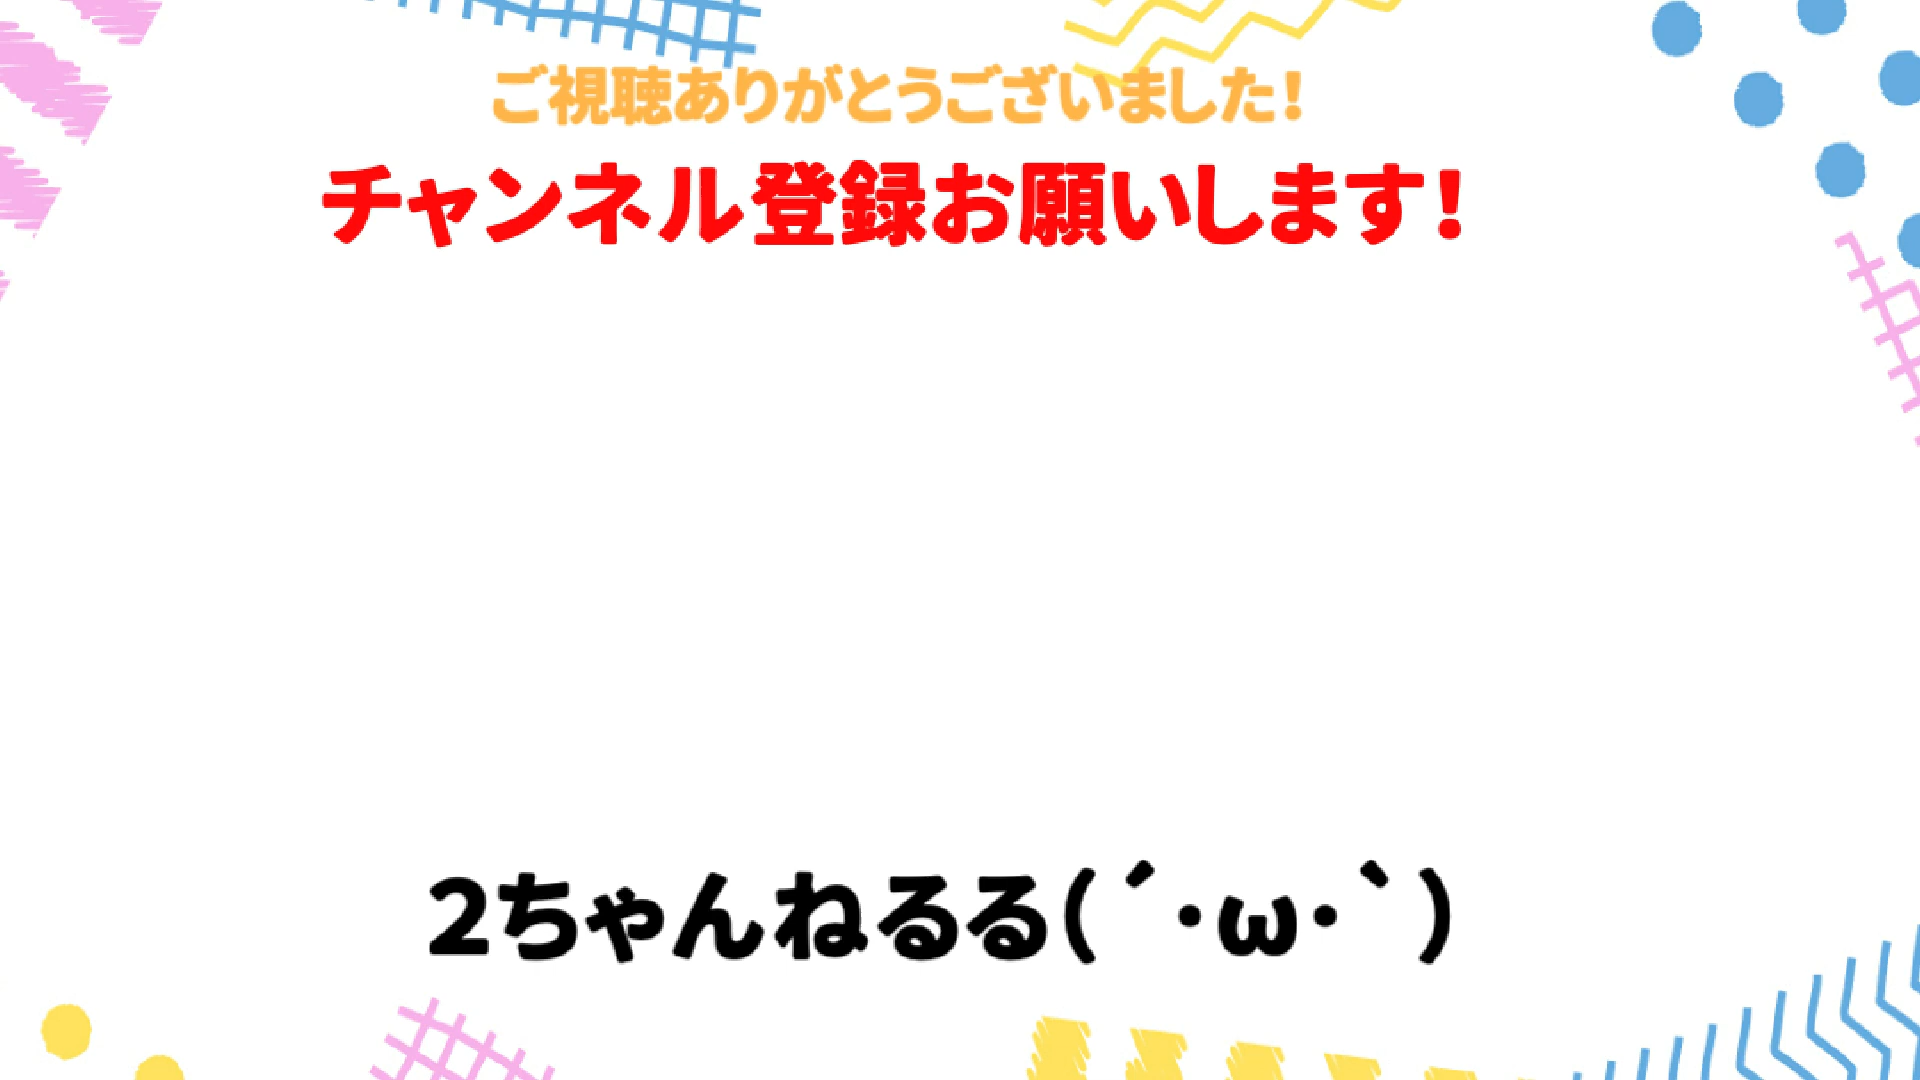 ご視聴ありがとうございました!
チャンネル登録お願いします!
2ちゃんねるる(´･ω･`)